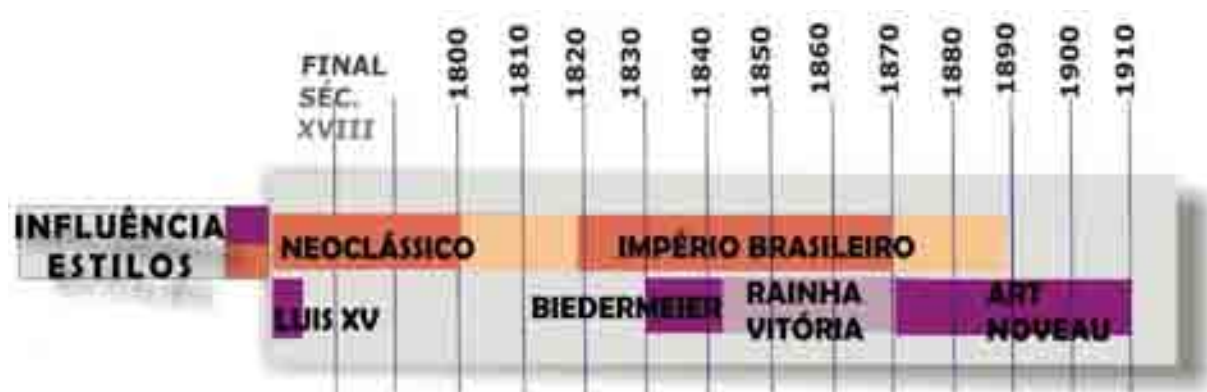 FINAL
SÉC.
XVIII
1800
1810
1820
1830
1840
1850
1860
1870
1880
1890
1900
1910
INFLUÊNCIA
ESTILOS
NEOCLÁSSICO
IMPÉRIO BRASILEIRO
LUIS XV
BIEDERMEIER
RAINHA
VITÓRIA
ART
NOVEAU